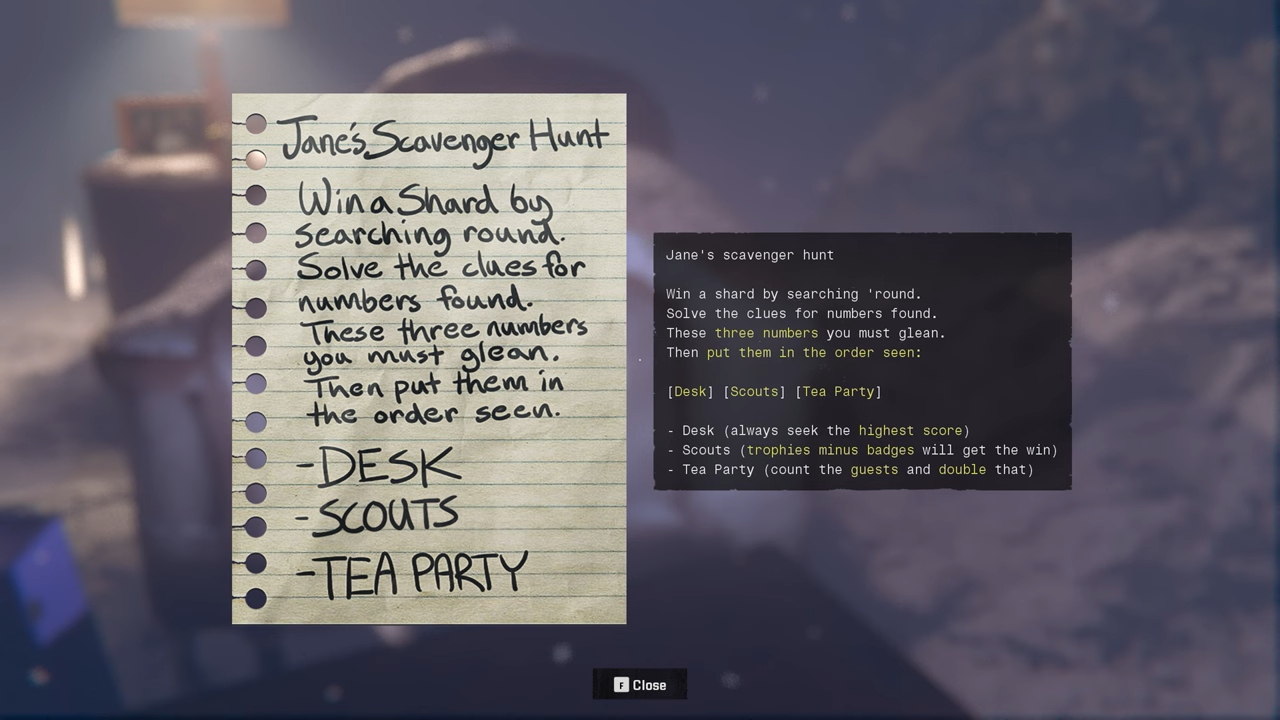 Jane's Scavenger Hunt
Win a Shard by
searching round.
Solve the clues for
numbers found.
These three numbers
you must glean.
Then put them in
the order seen.
-DESK
-SCOUTS
-TEA PARTY
Jane's scavenger hunt
Win a shard by searching 'round.
Solve the clues for numbers found.
These three numbers you must glean.
Then put them in the order seen:
[Desk] [Scouts] [Tea Party]
- Desk (always seek the highest score)
- Scouts (trophies minus badges will get the win)
- Tea Party (count the guests and double that)
F Close